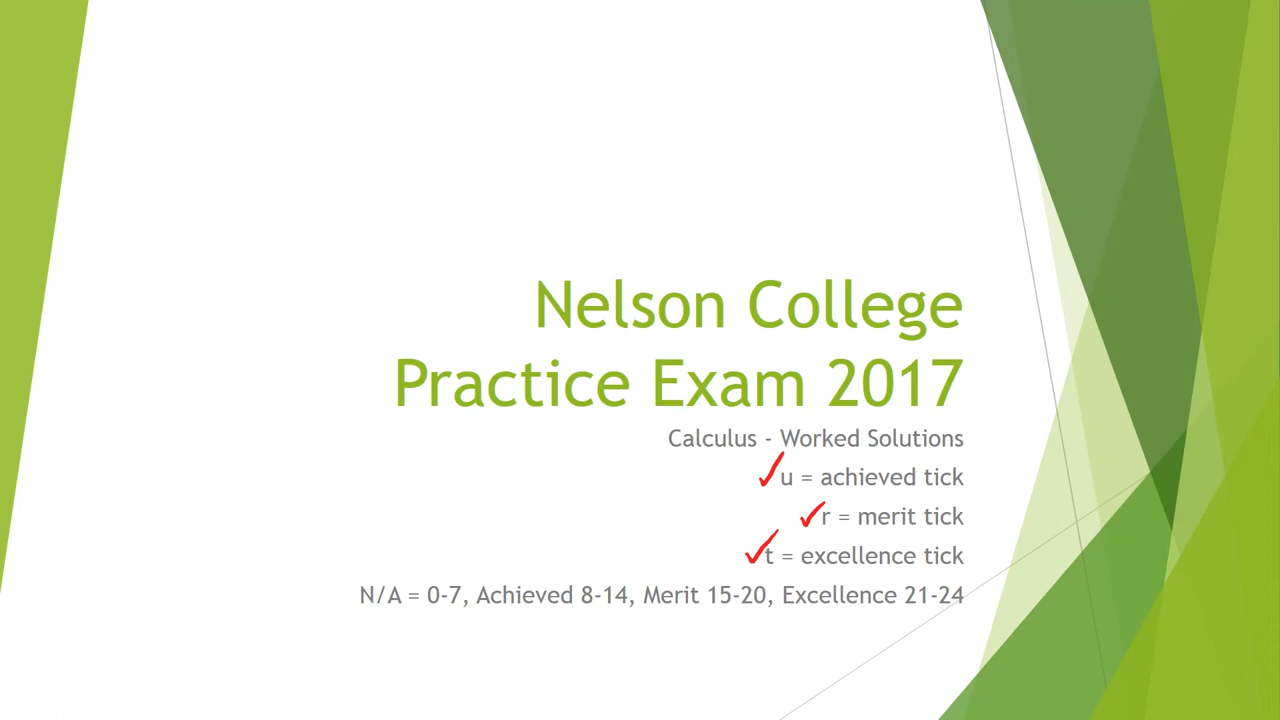 Nelson College
Practice Exam 2017
Calculus - Worked Solutions
u = achieved tick
r = merit tick
t = excellence tick
N/A = 0-7, Achieved 8-14, Merit 15-20, Excellence 21-24